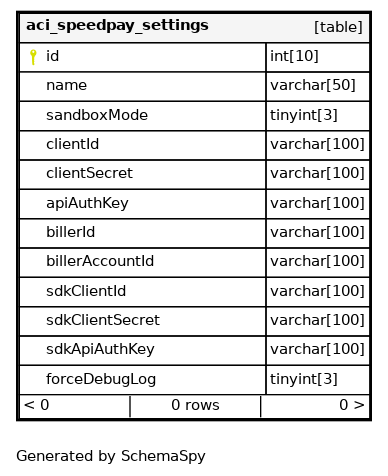 aci_speedpay_settings [table]
id int[10]
name varchar[50]
sandboxMode tinyint[3]
clientId varchar[100]
clientSecret varchar[100]
apiAuthKey varchar[100]
billerId varchar[100]
billerAccountId varchar[100]
sdkClientId varchar[100]
sdkClientSecret varchar[100]
sdkApiAuthKey varchar[100]
forceDebugLog tinyint[3]
< 0 0 rows 0 >
Generated by SchemaSpy